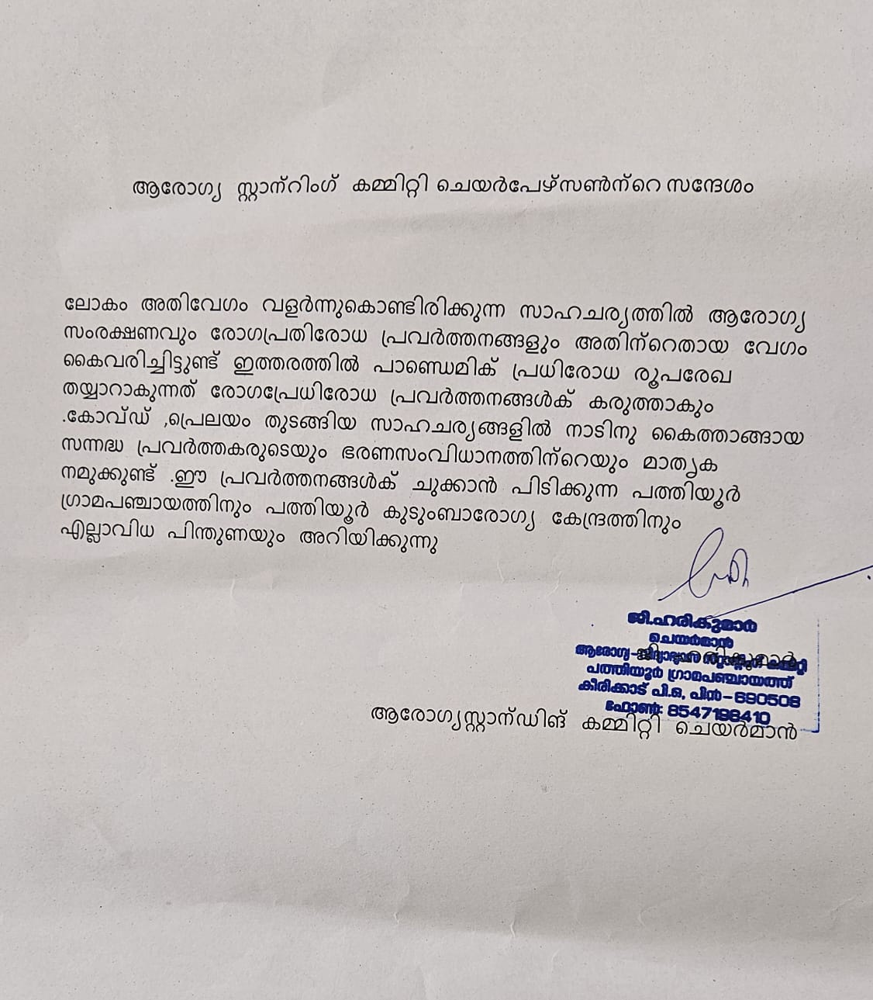 ആരോഗ്യ സ്റ്റാന്റിംഗ് കമ്മിറ്റി ചെയർപേഴ്സൺന്റെ സന്ദേശം
ലോകം അതിവേഗം വളർന്നുകൊണ്ടിരിക്കുന്ന സാഹചര്യത്തിൽ ആരോഗ്യ
സംരക്ഷണവും രോഗപ്രതിരോധ പ്രവർത്തനങ്ങളും അതിന്റെതായ വേഗം
കൈവരിച്ചിട്ടുണ്ട് ഇത്തരത്തിൽ പാണ്ഡെമിക് പ്രധിരോധ രൂപരേഖ
തയ്യാറാകുന്നത് രോഗപ്രേധിരോധ പ്രവർത്തനങ്ങൾക് കരുത്താകും
.കോവ്ഡ് ,പ്രെലയം തുടങ്ങിയ സാഹചര്യങ്ങളിൽ നാടിനു കൈത്താങ്ങായ
സന്നദ്ധ പ്രവർത്തകരുടെയും ഭരണസംവിധാനത്തിന്റെയും മാതൃക
നമുക്കുണ്ട് .ഈ പ്രവർത്തനങ്ങൾക് ചുക്കാൻ പിടിക്കുന്ന പത്തിയൂർ
ഗ്രാമപഞ്ചായത്തിനും പത്തിയൂർ കുടുംബാരോഗ്യ കേന്ദ്രത്തിനും
എല്ലാവിധ പിന്തുണയും അറിയിക്കുന്നു
ജി.ഹരികുമാർ
ചെയർമാൻ
ആരോഗ്യ-വിദ്യാഭ്യാസ കമ്മറ്റി
പത്തിയൂർ ഗ്രാമപഞ്ചായത്ത്
കീരിക്കാട് പി.ഒ, പിൻ-690508
ഫോൺ: 8547198410
ആരോഗ്യസ്റ്റാന്ഡിങ് കമ്മിറ്റി ചെയർമാൻ